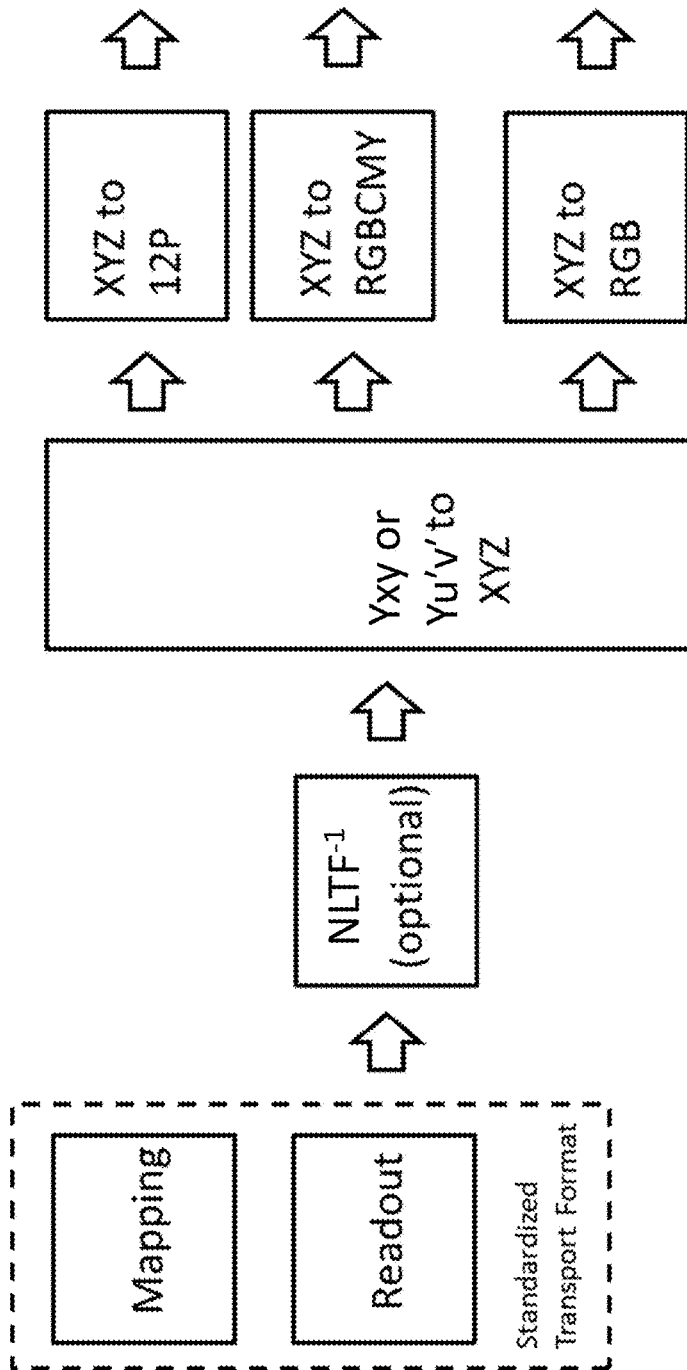 Mapping
Readout
Standardized
Transport Format
NLTF⁻¹
(optional)
Yxy or
Yu'v' to
XYZ
XYZ to
12P
XYZ to
RGBCMY
XYZ to
RGB